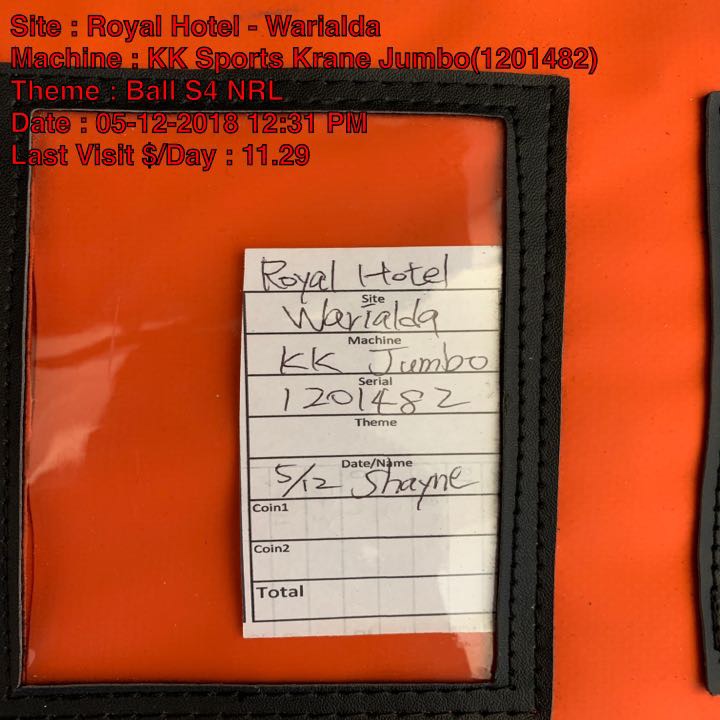 Site : Royal Hotel - Warialda
Machine : KK Sports Krane Jumbo(1201482)
Theme : Ball S4 NRL
Date : 05-12-2018 12:31 PM
Last Visit $/Day : 11.29
Royal Hotel
Site
Warialda
Machine
KK Jumbo
Serial
1201482
Theme
Date/Name
5/12 Shayne
Coin1
Coin2
Total